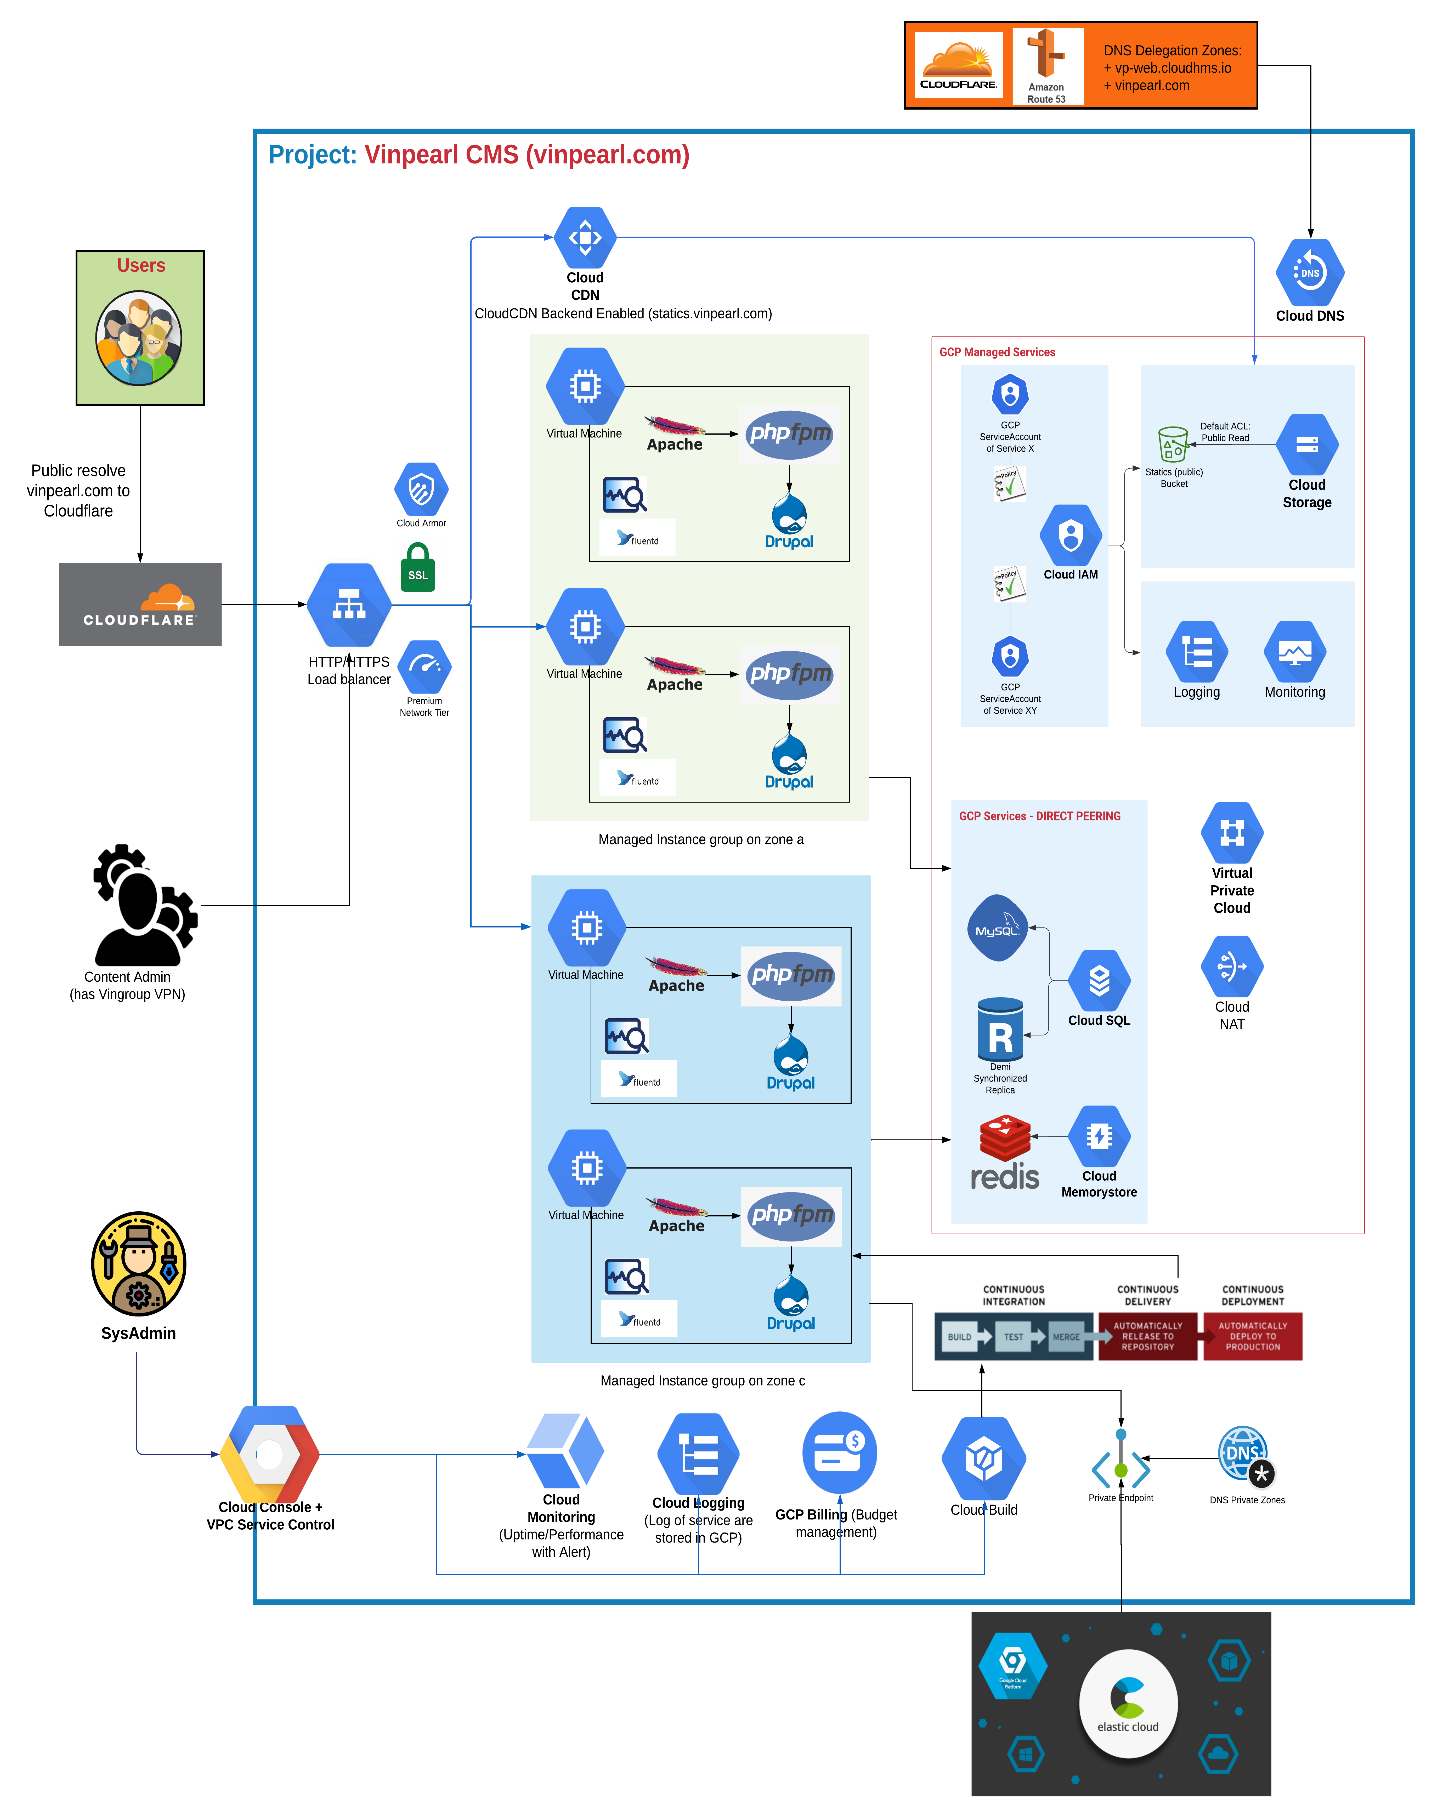 CLOUDFLARE
Amazon
Route 53
DNS Delegation Zones:
+ vp-web.cloudhms.io
+ vinpearl.com
Project: Vinpearl CMS (vinpearl.com)
Users
Public resolve
vinpearl.com to
Cloudflare
CLOUDFLARE
Cloud Armor
SSL
HTTP/HTTPS
Load balancer
Premium
Network Tier
Content Admin
(has Vingroup VPN)
SysAdmin
Cloud Console +
VPC Service Control
Cloud
CDN
CloudCDN Backend Enabled (statics.vinpearl.com)
DNS
Cloud DNS
Virtual Machine
Apache
php fpm
fluentd
Drupal
Virtual Machine
Apache
php fpm
fluentd
Drupal
Managed Instance group on zone a
Virtual Machine
Apache
php fpm
fluentd
Drupal
Virtual Machine
Apache
php fpm
fluentd
Drupal
Managed Instance group on zone c
GCP Managed Services
GCP
ServiceAccount
of Service X
Policy
Cloud IAM
Policy
GCP
ServiceAccount
of Service XY
Default ACL:
Public Read
Statics (public)
Bucket
Cloud
Storage
Logging
Monitoring
GCP Services - DIRECT PEERING
MySQL
Cloud SQL
R
Demi
Synchronized
Replica
redis
Cloud
Memorystore
Virtual
Private
Cloud
Cloud
NAT
CONTINUOUS
INTEGRATION
CONTINUOUS
DELIVERY
CONTINUOUS
DEPLOYMENT
BUILD
TEST
MERGE
AUTOMATICALLY
RELEASE TO
REPOSITORY
AUTOMATICALLY
DEPLOY TO
PRODUCTION
Cloud
Monitoring
(Uptime/Performance
with Alert)
Cloud Logging
(Log of service are
stored in GCP)
GCP Billing (Budget
management)
Cloud Build
Private Endpoint
DNS
DNS Private Zones
Google Cloud
Platform
elastic cloud